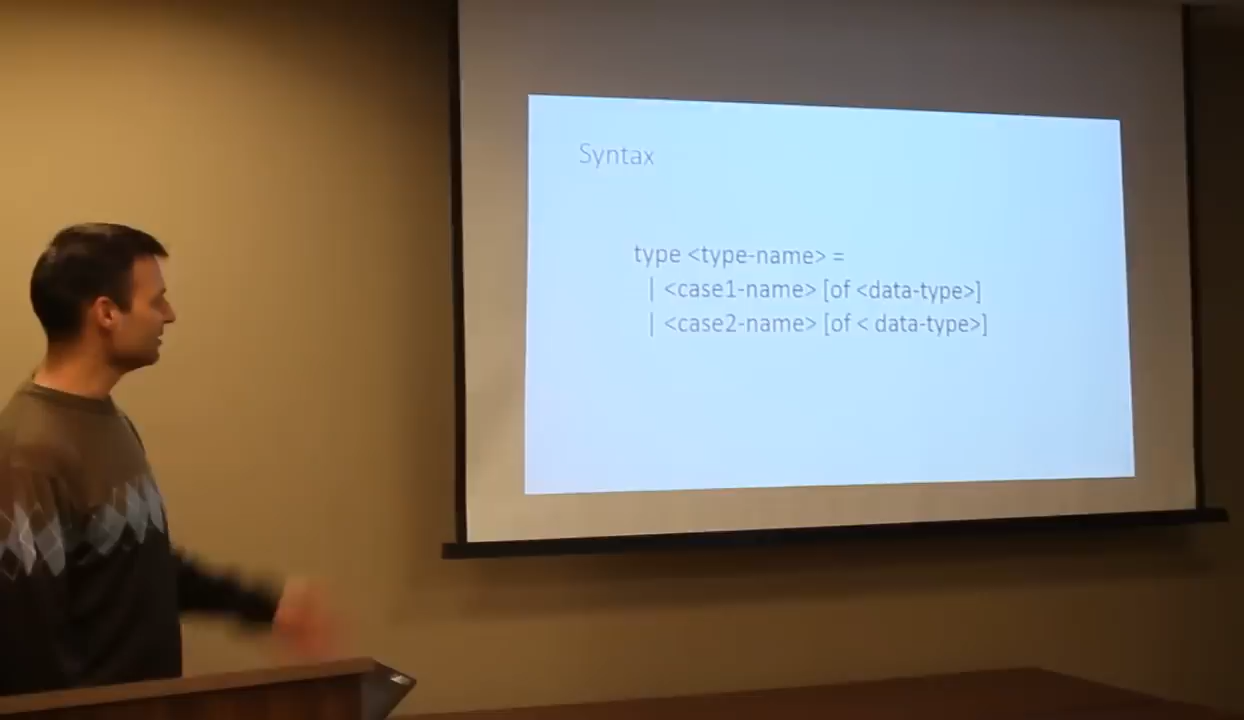 Syntax
type <type-name> =
| <case1-name> [of <data-type>]
| <case2-name> [of < data-type>]